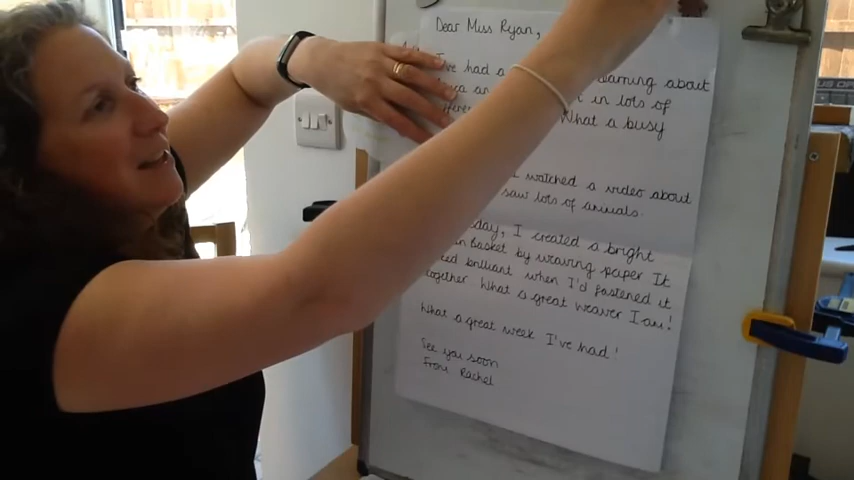 Dear Miss Ryan,
I've had a learning about
in lots of
What a busy
I watched a video about
saw lots of animals.
I created a bright
basket by weaving paper. It
brilliant when I'd fastened it
together. What a great weaver I am!
What a great week I've had!
See you soon
From Rachel